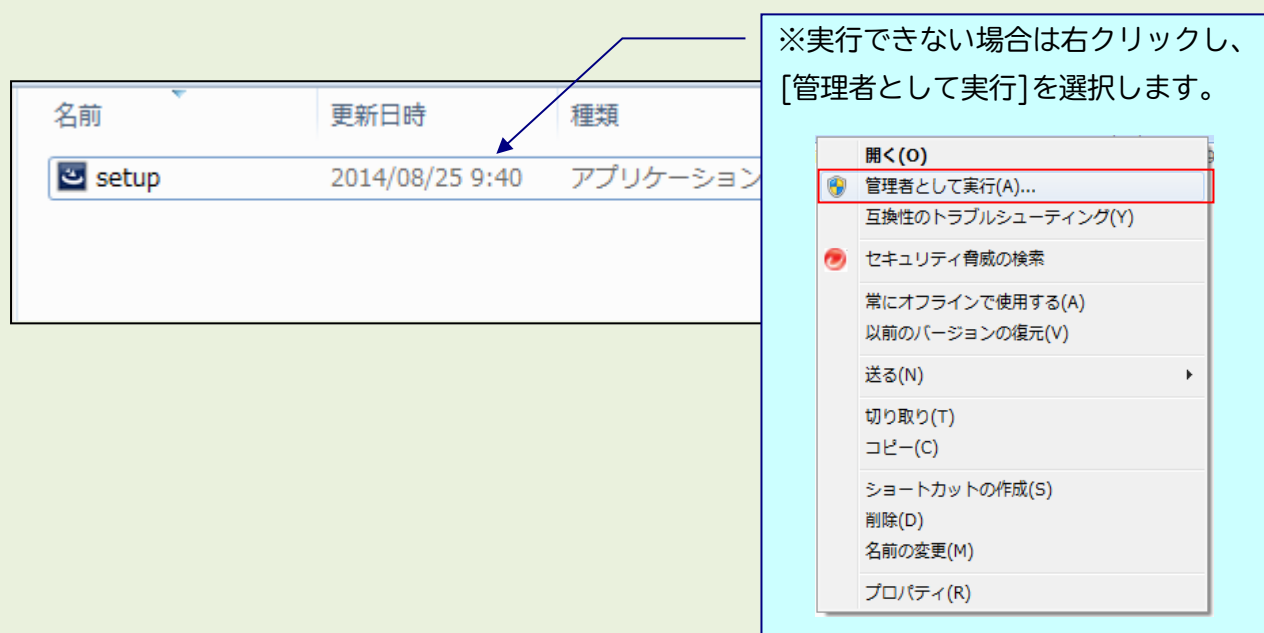 ※実行できない場合は右クリックし、
[管理者として実行]を選択します。
名前 更新日時 種類
setup 2014/08/25 9:40 アプリケーション
開く(O)
管理者として実行(A)...
互換性のトラブルシューティング(Y)
セキュリティ脅威の検索
常にオフラインで使用する(A)
以前のバージョンの復元(V)
送る(N)
切り取り(T)
コピー(C)
ショートカットの作成(S)
削除(D)
名前の変更(M)
プロパティ(R)